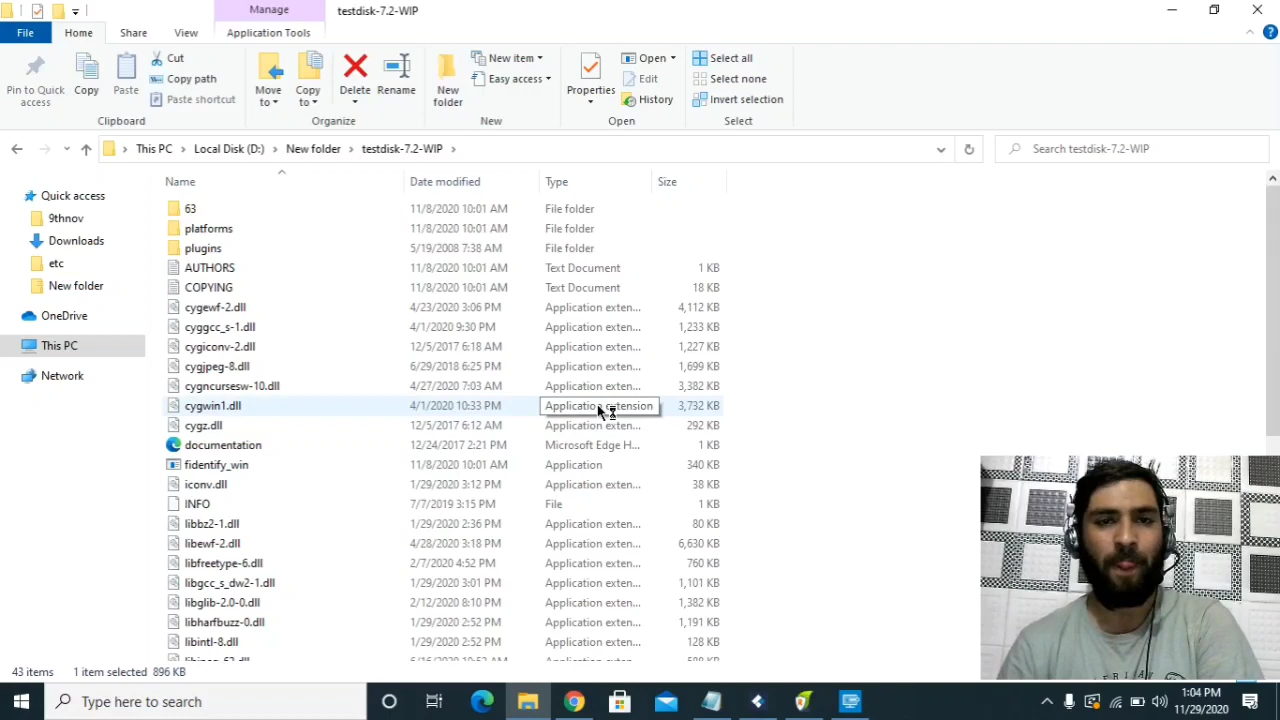 Manage
testdisk-7.2-WIP
File
Home
Share
View
Application Tools
Pin to Quick access
Copy
Paste
Cut
Copy path
Paste shortcut
Clipboard
Move to
Copy to
Delete
Rename
Organize
New folder
New item
Easy access
New
Properties
Open
Edit
History
Open
Select all
Select none
Invert selection
Select
This PC
Local Disk (D:)
New folder
testdisk-7.2-WIP
Search testdisk-7.2-WIP
Quick access
9thnov
Downloads
etc
New folder
OneDrive
This PC
Network
Name Date modified Type Size
63 11/8/2020 10:01 AM File folder
platforms 11/8/2020 10:01 AM File folder
plugins 5/19/2008 7:38 AM File folder
AUTHORS 11/8/2020 10:01 AM Text Document 1 KB
COPYING 11/8/2020 10:01 AM Text Document 18 KB
cygewf-2.dll 4/23/2020 3:06 PM Application exten... 4,112 KB
cyggcc_s-1.dll 4/1/2020 9:30 PM Application exten... 1,233 KB
cygiconv-2.dll 12/5/2017 6:18 AM Application exten... 1,227 KB
cygjpeg-8.dll 6/29/2018 6:25 PM Application exten... 1,699 KB
cygncursesw-10.dll 4/27/2020 7:03 AM Application exten... 3,382 KB
cygwin1.dll 4/1/2020 10:33 PM Application extension 3,732 KB
cygz.dll 12/5/2017 6:12 AM Application exten... 292 KB
documentation 12/24/2017 2:21 PM Microsoft Edge H... 1 KB
fidentify_win 11/8/2020 10:01 AM Application 340 KB
iconv.dll 1/29/2020 3:12 PM Application exten... 38 KB
INFO 7/7/2019 3:15 PM File 1 KB
libbz2-1.dll 1/29/2020 2:36 PM Application exten... 80 KB
libewf-2.dll 4/28/2020 3:18 PM Application exten... 6,630 KB
libfreetype-6.dll 2/7/2020 4:52 PM Application exten... 760 KB
libgcc_s_dw2-1.dll 1/29/2020 3:01 PM Application exten... 1,101 KB
libglib-2.0-0.dll 2/12/2020 8:10 PM Application exten... 1,382 KB
libharfbuzz-0.dll 1/29/2020 2:52 PM Application exten... 1,191 KB
libintl-8.dll 1/29/2020 2:52 PM Application exten... 128 KB
43 items 1 item selected 896 KB
Type here to search
1:04 PM
11/29/2020